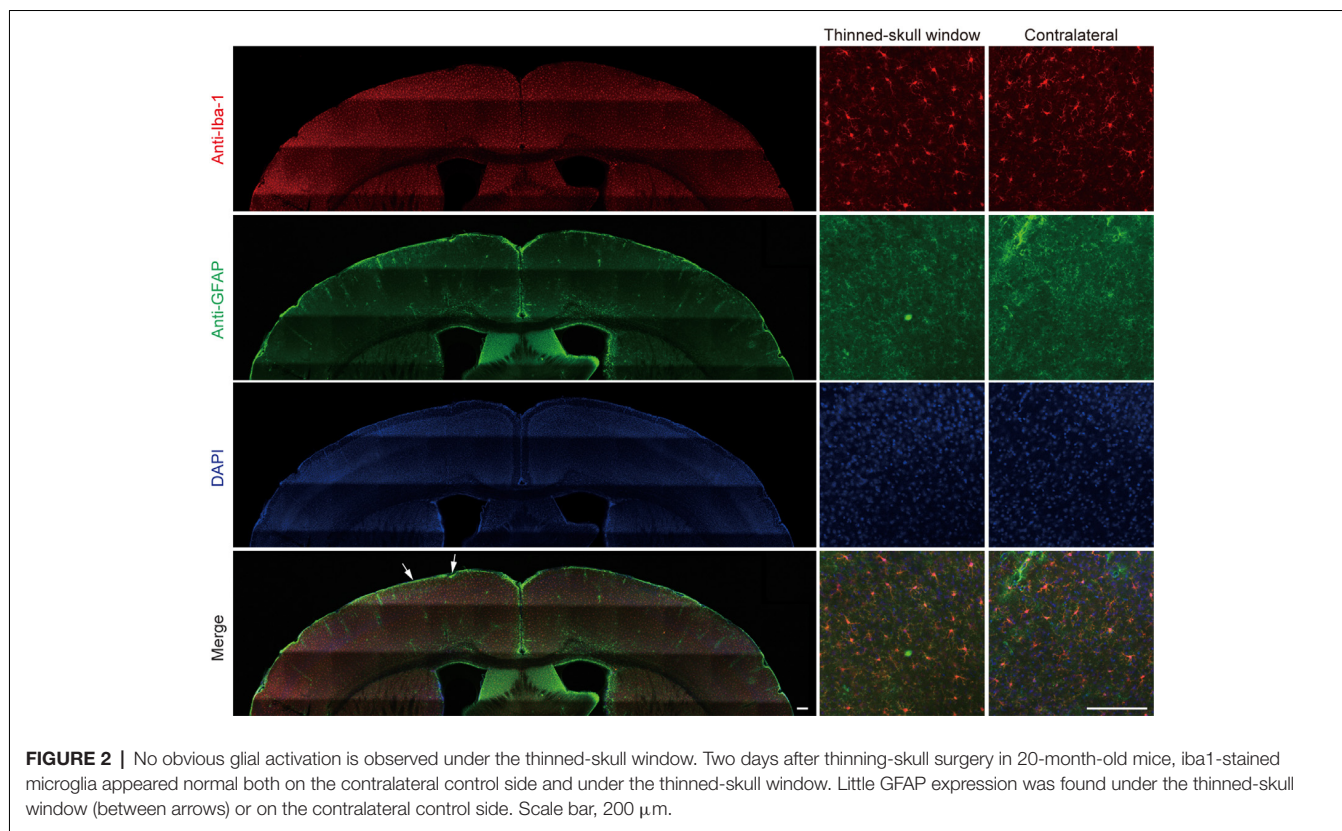 Thinned-skull window
Contralateral
Anti-Iba-1
Anti-GFAP
DAPI
Merge
FIGURE 2 | No obvious glial activation is observed under the thinned-skull window. Two days after thinning-skull surgery in 20-month-old mice, iba1-stained
microglia appeared normal both on the contralateral control side and under the thinned-skull window. Little GFAP expression was found under the thinned-skull
window (between arrows) or on the contralateral control side. Scale bar, 200 μm.